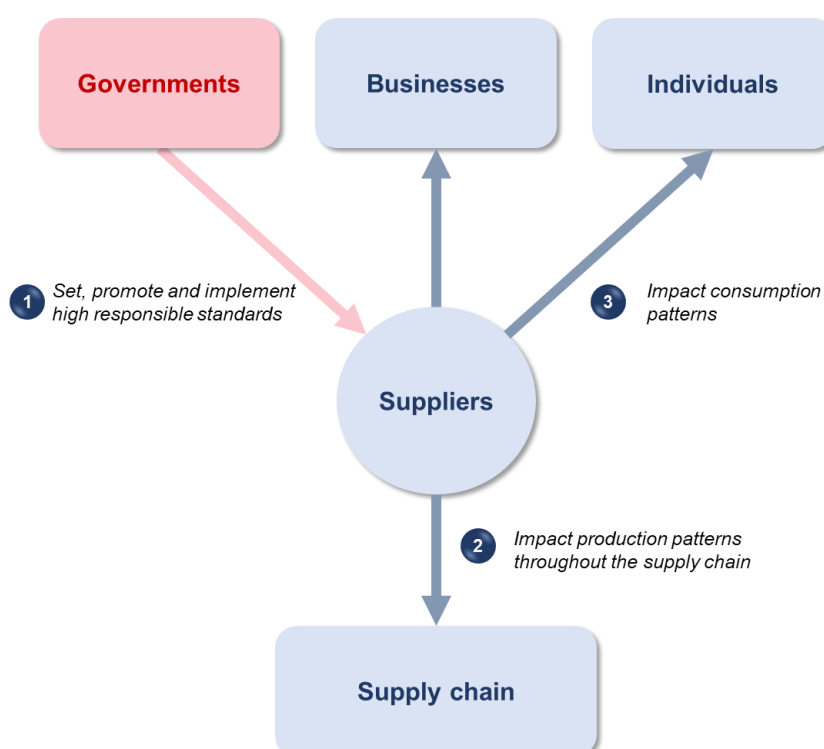 Governments
Businesses
Individuals
1
Set, promote and implement
high responsible standards
3
Impact consumption
patterns
Suppliers
2
Impact production patterns
throughout the supply chain
Supply chain